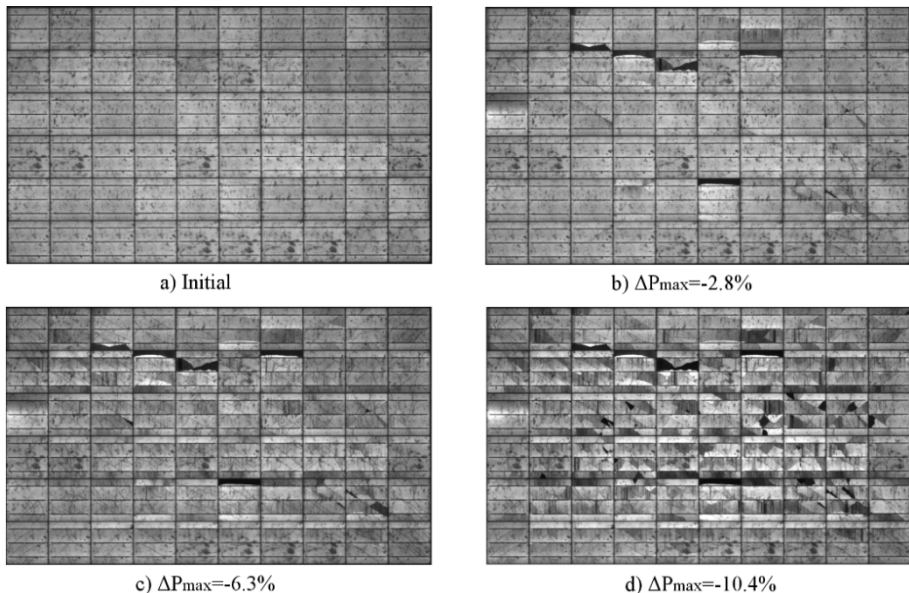 a) Initial
b) ΔPmax=-2.8%
c) ΔPmax=-6.3%
d) ΔPmax=-10.4%